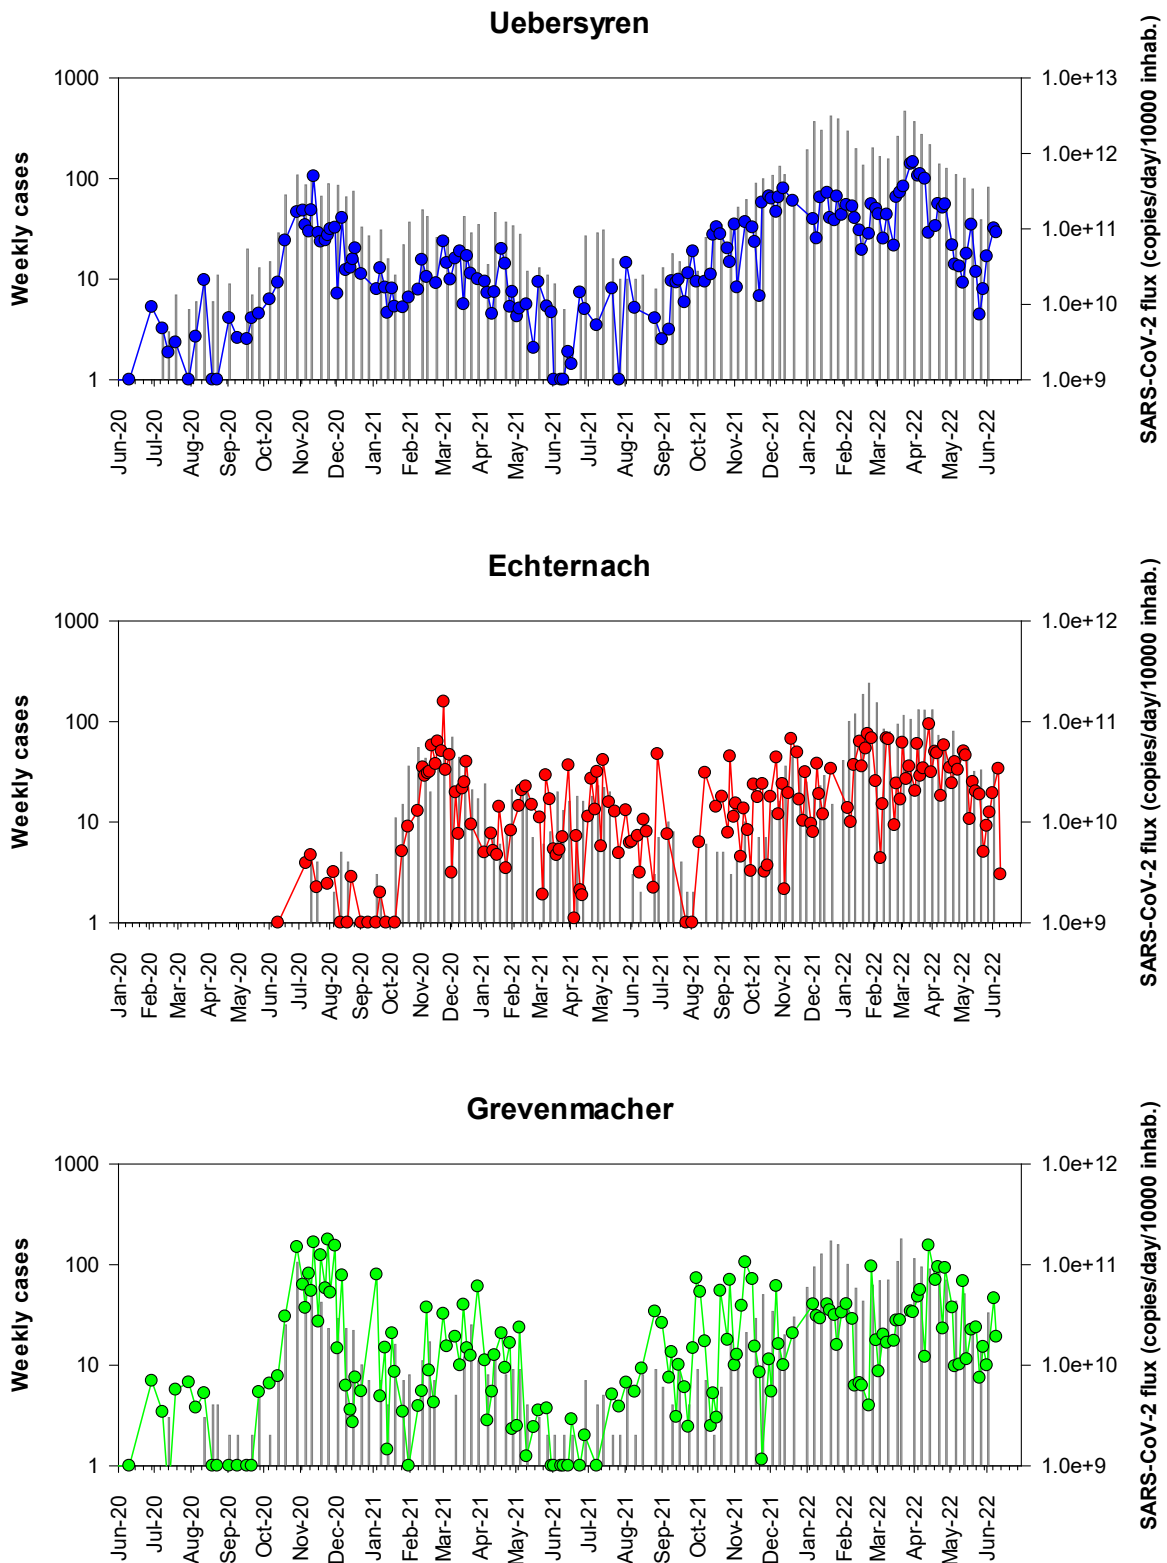 Uebersyren
Weekly cases
SARS-CoV-2 flux (copies/day/10000 inhab.)
1000
100
10
1
1.0e+13
1.0e+12
1.0e+11
1.0e+10
1.0e+9
Jun-20
Jul-20
Aug-20
Sep-20
Oct-20
Nov-20
Dec-20
Jan-21
Feb-21
Mar-21
Apr-21
May-21
Jun-21
Jul-21
Aug-21
Sep-21
Oct-21
Nov-21
Dec-21
Jan-22
Feb-22
Mar-22
Apr-22
May-22
Jun-22
Echternach
Weekly cases
SARS-CoV-2 flux (copies/day/10000 inhab.)
1000
100
10
1
1.0e+12
1.0e+11
1.0e+10
1.0e+9
Jan-20
Feb-20
Mar-20
Apr-20
May-20
Jun-20
Jul-20
Aug-20
Sep-20
Oct-20
Nov-20
Dec-20
Jan-21
Feb-21
Mar-21
Apr-21
May-21
Jun-21
Jul-21
Aug-21
Sep-21
Oct-21
Nov-21
Dec-21
Jan-22
Feb-22
Mar-22
Apr-22
May-22
Jun-22
Grevenmacher
Weekly cases
SARS-CoV-2 flux (copies/day/10000 inhab.)
1000
100
10
1
1.0e+12
1.0e+11
1.0e+10
1.0e+9
Jun-20
Jul-20
Aug-20
Sep-20
Oct-20
Nov-20
Dec-20
Jan-21
Feb-21
Mar-21
Apr-21
May-21
Jun-21
Jul-21
Aug-21
Sep-21
Oct-21
Nov-21
Dec-21
Jan-22
Feb-22
Mar-22
Apr-22
May-22
Jun-22